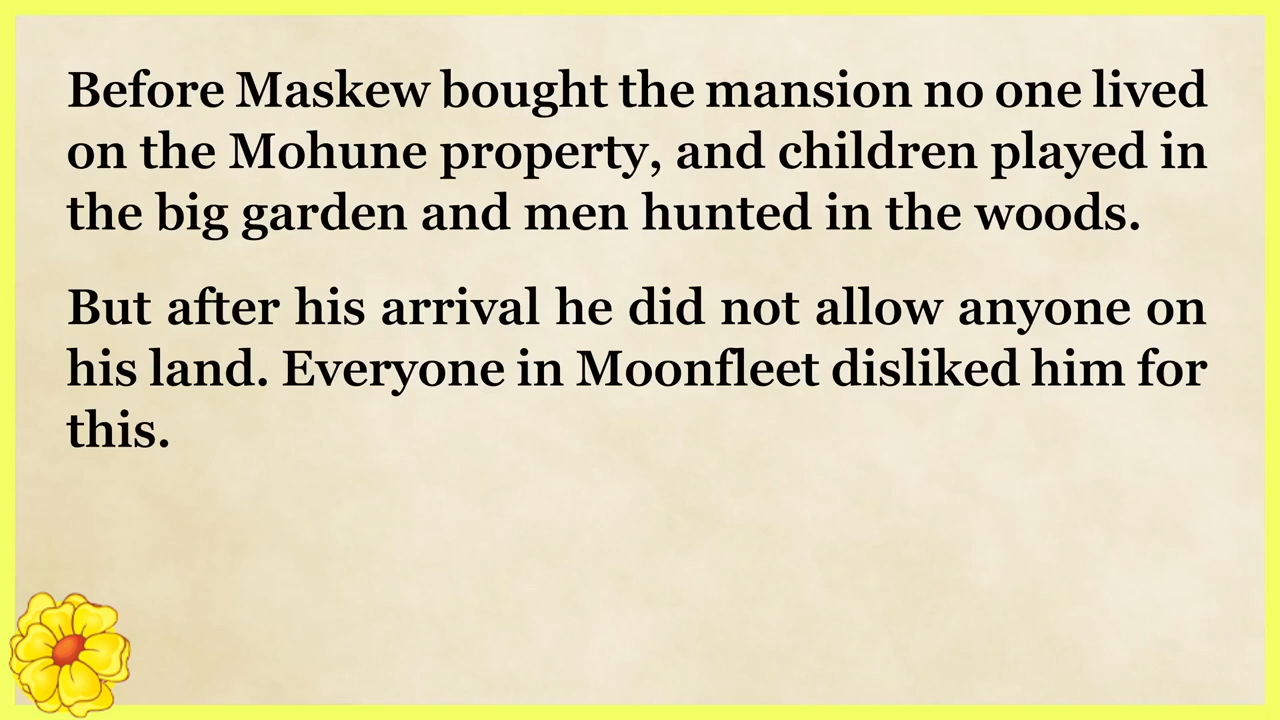 Before Maskew bought the mansion no one lived
on the Mohune property, and children played in
the big garden and men hunted in the woods.
But after his arrival he did not allow anyone on
his land. Everyone in Moonfleet disliked him for
this.